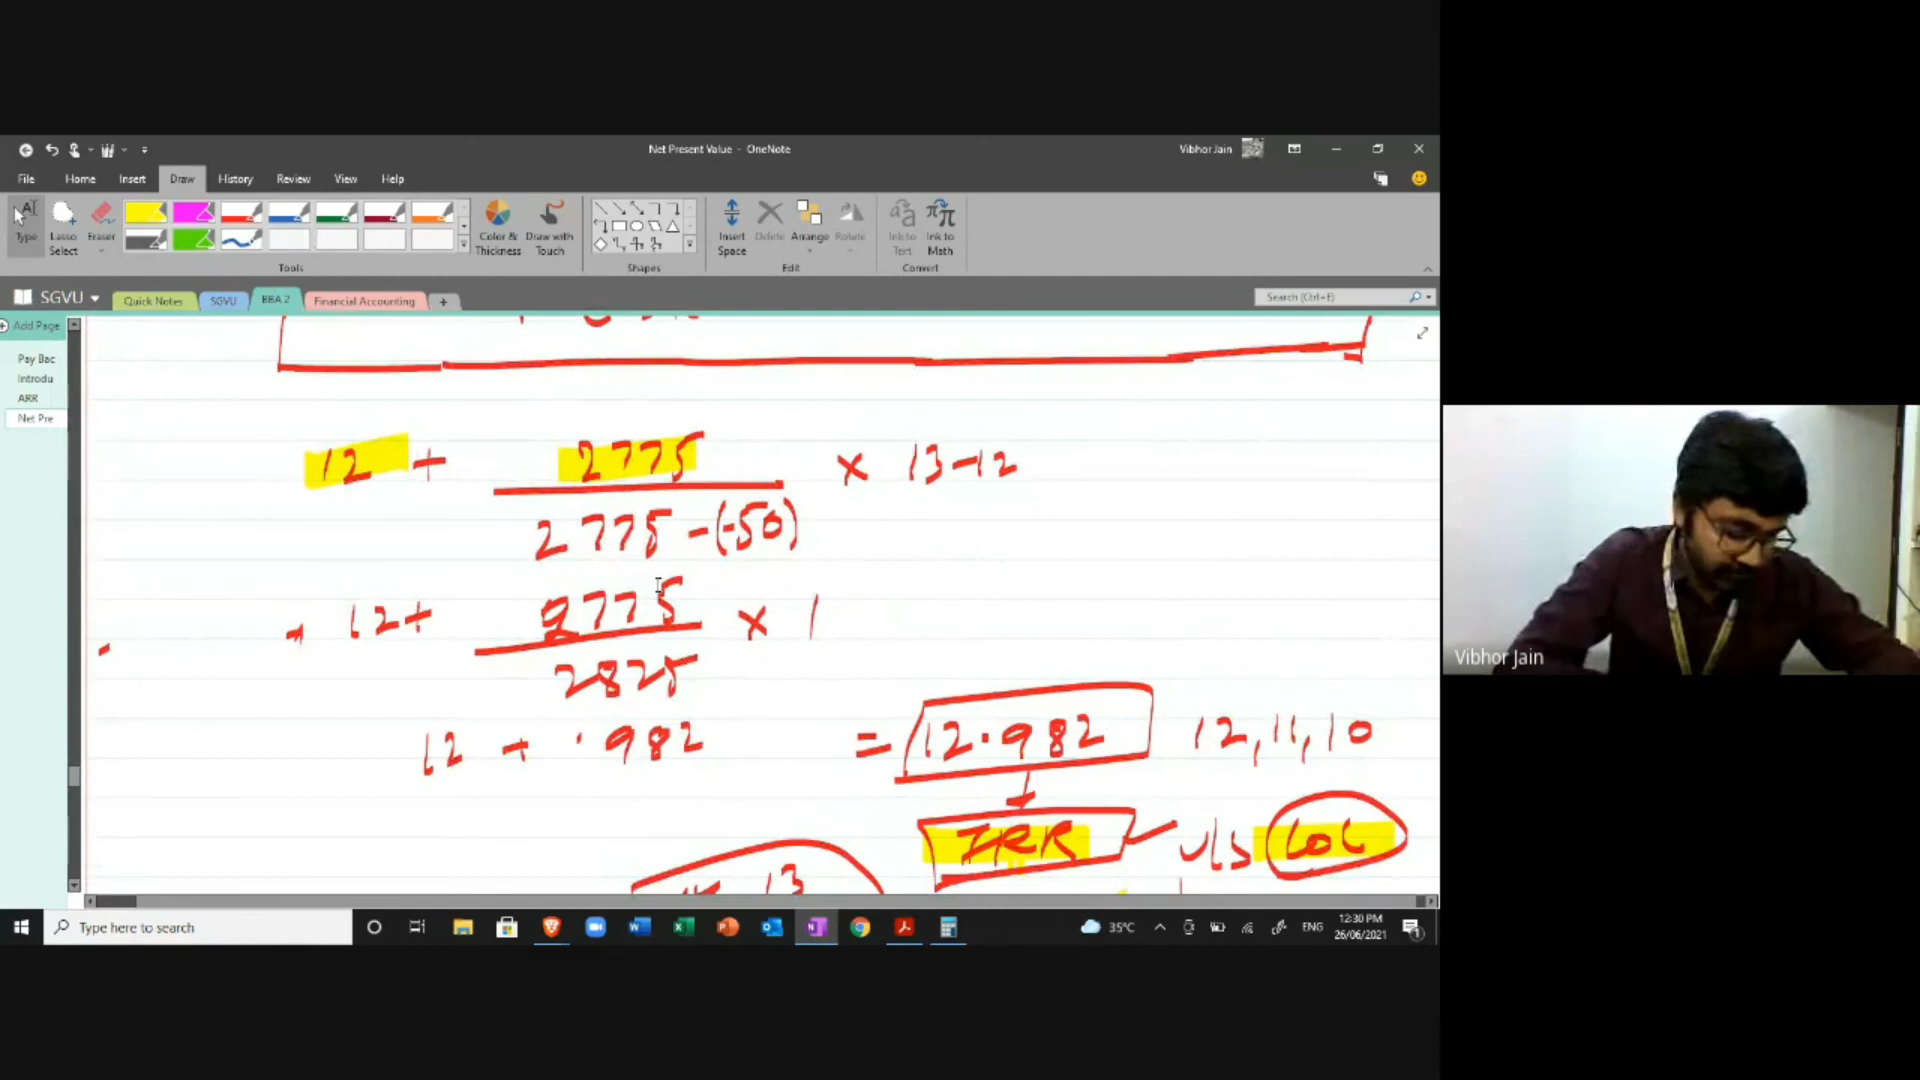 Net Present Value - OneNote
Vibhor Jain
File Home Insert Draw History Review View Help
Type
Lasso Select
Eraser
Color & Thickness
Draw with Touch
Insert Space
Delete
Arrange
Rotate
Ink to Text
Ink to Math
Tools
Shapes
Edit
Convert
SGVU
Quick Notes
SGVU
BBA 2
Financial Accounting
Search (Ctrl+E)
Add Page
Pay Bac
Introdu
ARR
Net Pre
12 + 2775 × 13-12
2775 -(-50)
12+ 2775 × 1
2825
12 + .982 = 12.982 12, 11, 10
IRR v/s COC
13
Vibhor Jain
Type here to search
35°C
ENG
12:30 PM
26/06/2021